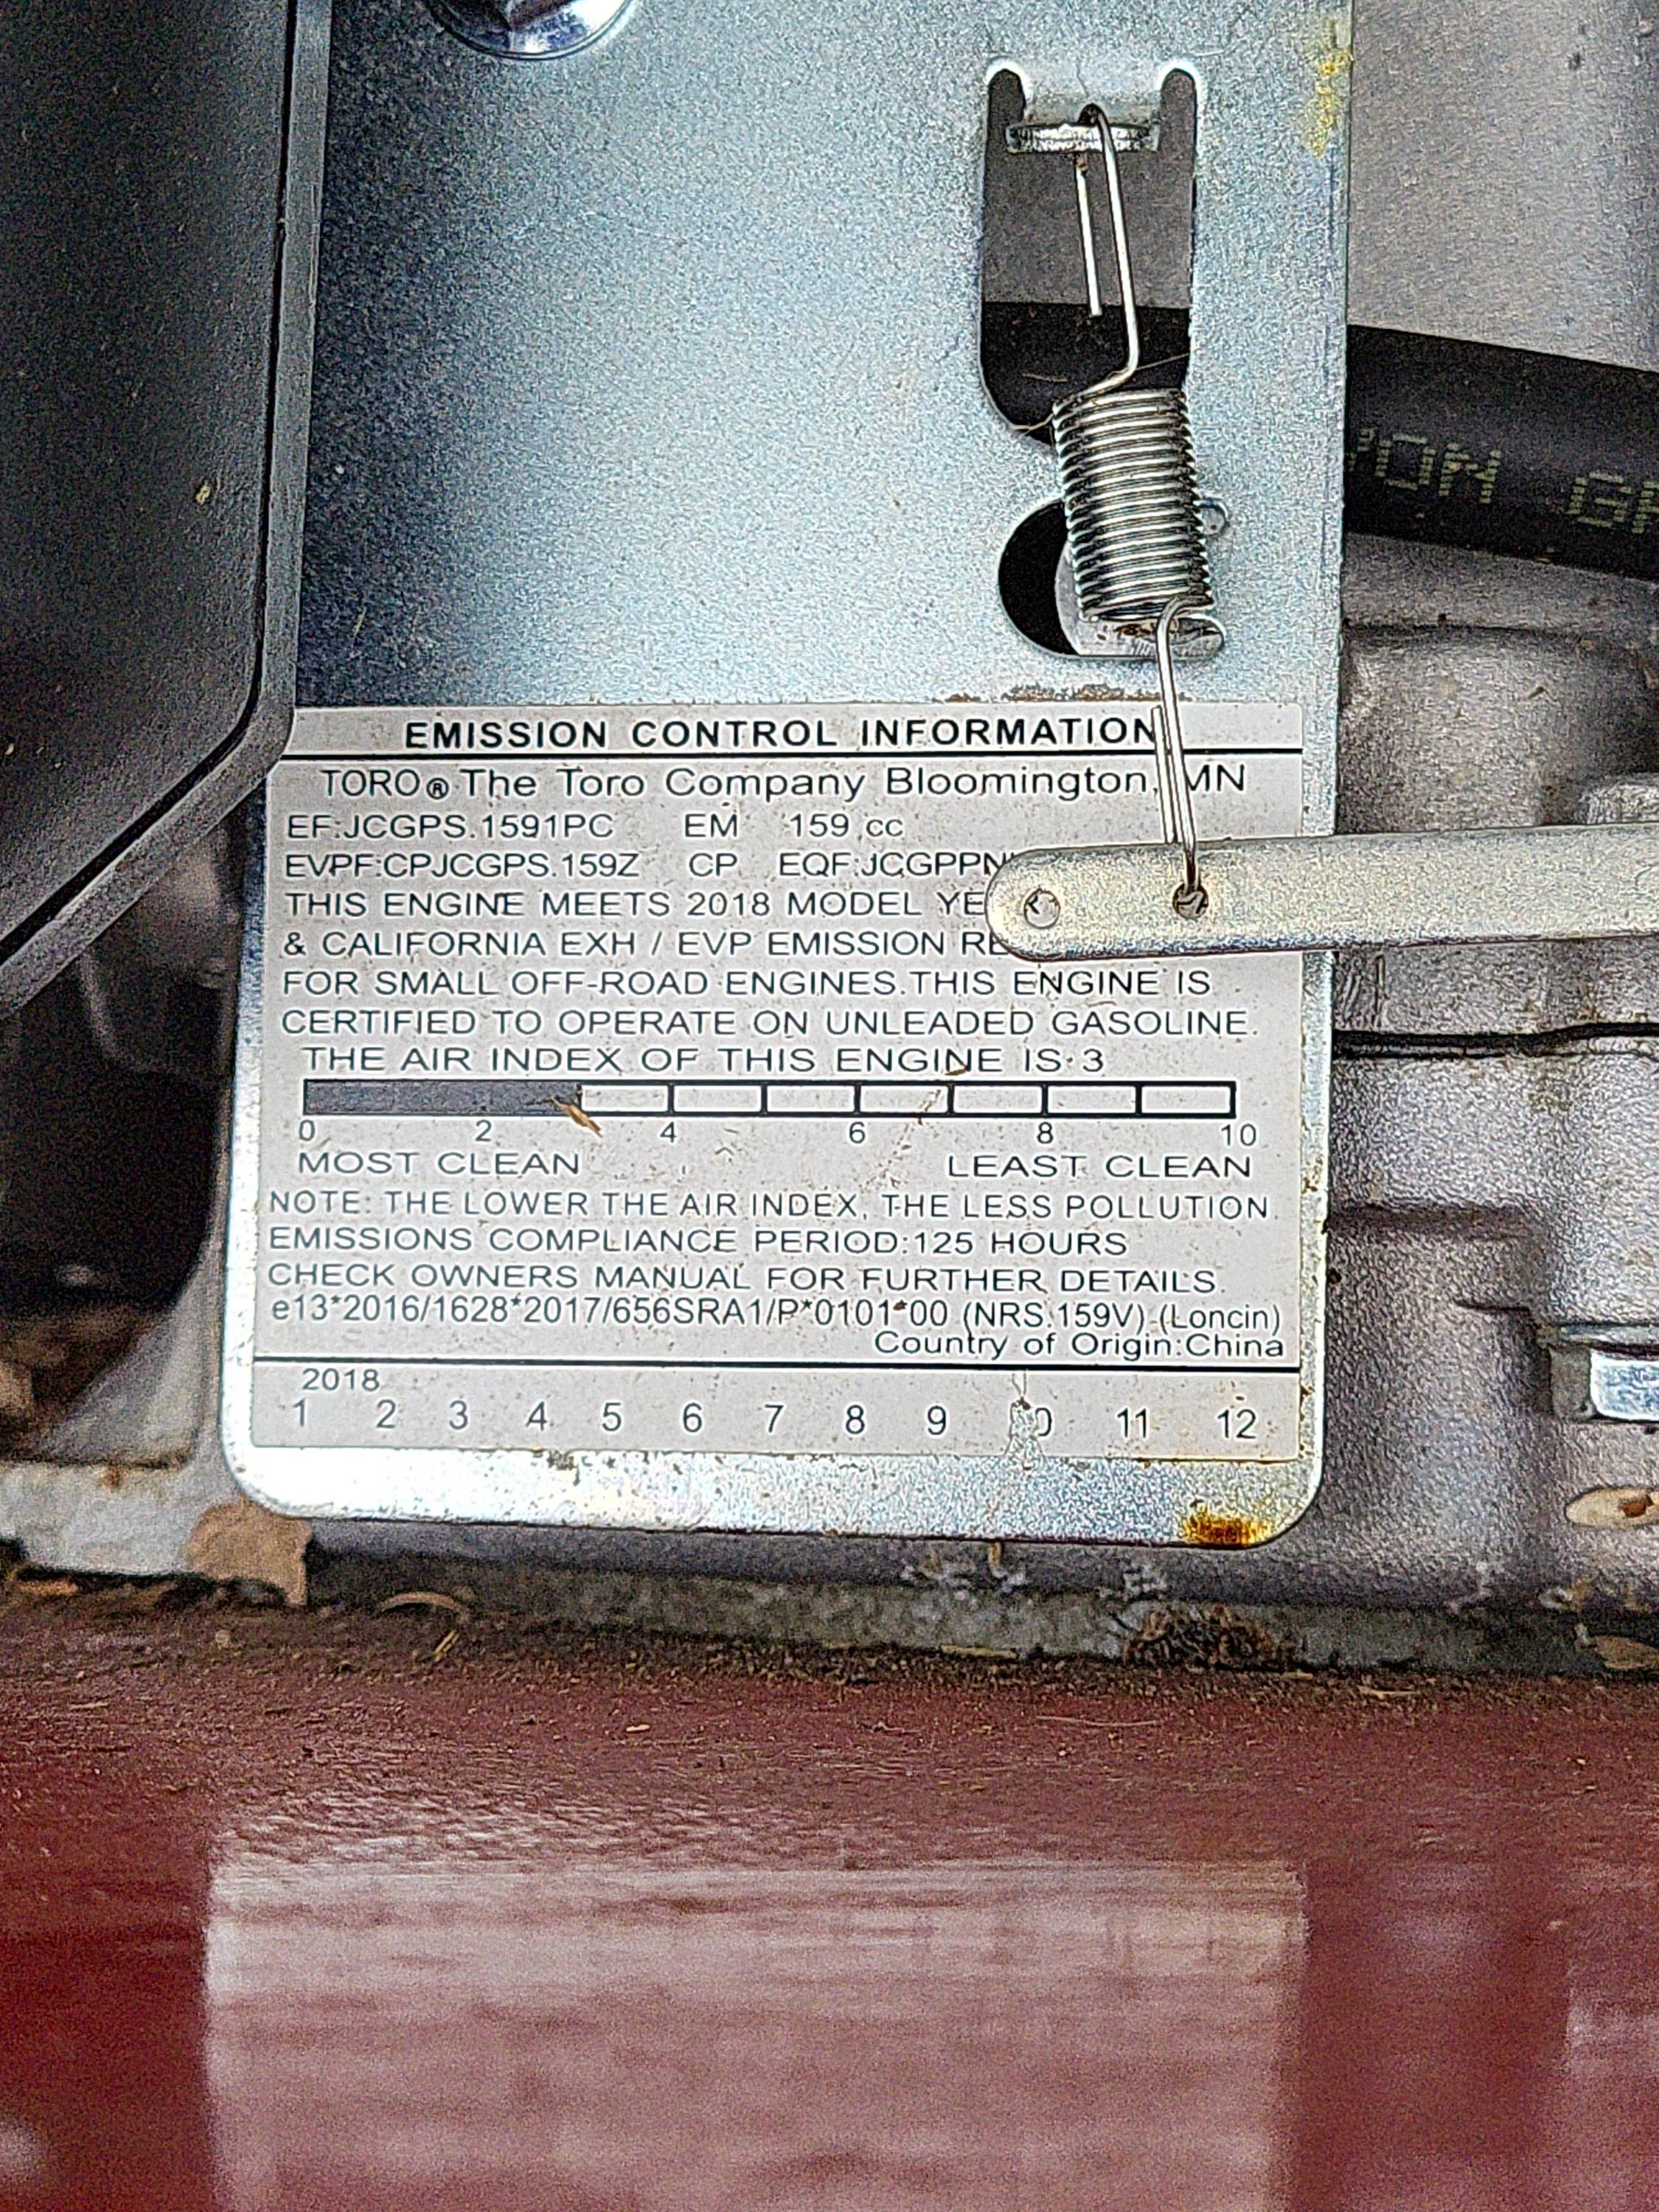 EMISSION CONTROL INFORMATION
TORO® The Toro Company Bloomington, MN
EF:JCGPS.1591PC EM 159 cc
EVPF:CPJCGPS.159Z CP EQF:JCGPPN
THIS ENGINE MEETS 2018 MODEL
& CALIFORNIA EXH / EVP EMISSION
FOR SMALL OFF-ROAD ENGINES.THIS ENGINE IS
CERTIFIED TO OPERATE ON UNLEADED GASOLINE.
THE AIR INDEX OF THIS ENGINE IS 3
0 2 4 6 8 10
MOST CLEAN LEAST CLEAN
NOTE: THE LOWER THE AIR INDEX, THE LESS POLLUTION.
EMISSIONS COMPLIANCE PERIOD:125 HOURS
CHECK OWNERS MANUAL FOR FURTHER DETAILS.
e13*2016/1628*2017/656SRA1/P*0101*00 (NRS.159V) (Loncin)
Country of Origin:China
2018
1 2 3 4 5 6 7 8 9 11 12